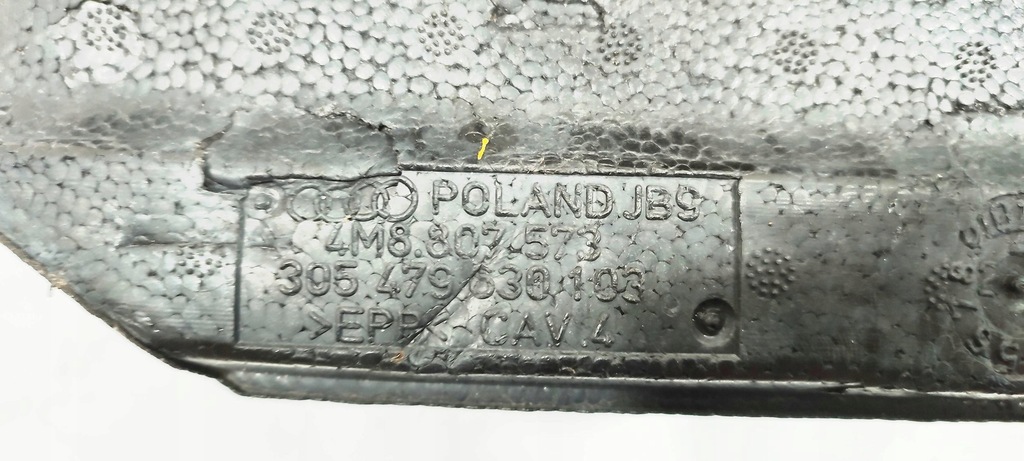 POLAND JB9
4M8.807.573
305 479 630 103
>EPP< CAV.4